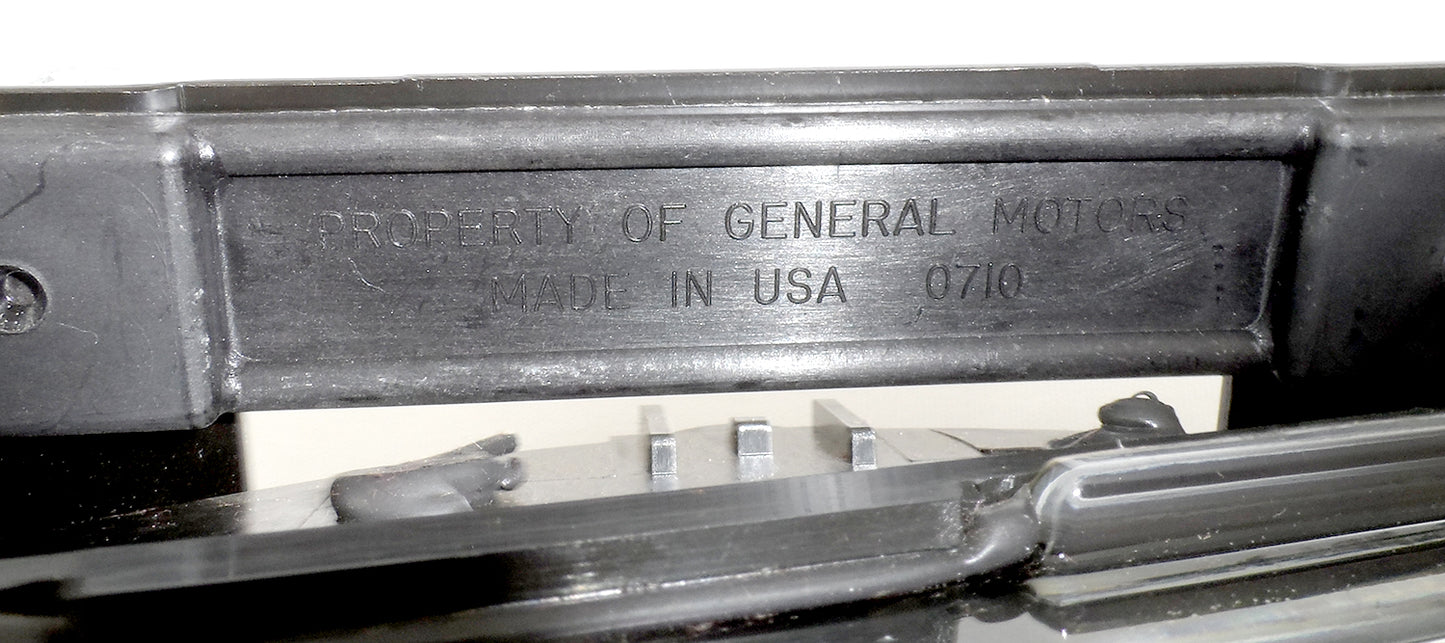 PROPERTY OF GENERAL MOTORS
MADE IN USA 0710